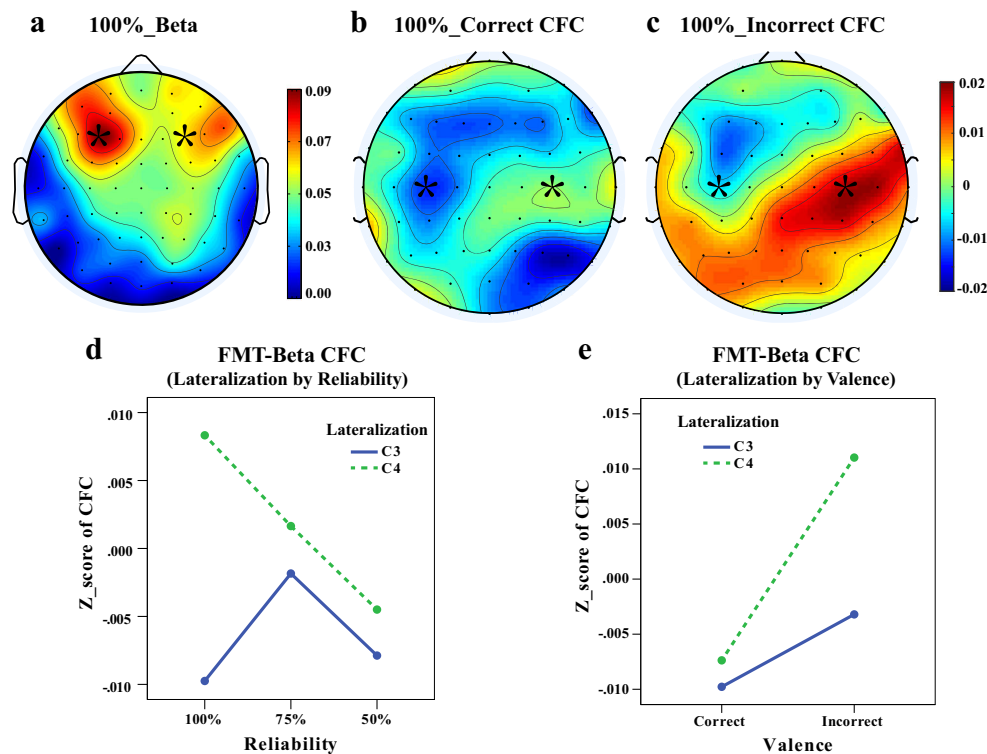 a
100%_Beta
b
100%_Correct CFC
c
100%_Incorrect CFC
*
*
*
*
*
*
0.09
0.07
0.05
0.03
0.00
0.02
0.01
0
-0.01
-0.02
d
FMT-Beta CFC
(Lateralization by Reliability)
.010
.005
.000
-.005
-.010
Z_score of CFC
Lateralization
C3
C4
100%
75%
50%
Reliability
e
FMT-Beta CFC
(Lateralization by Valence)
.015
.010
.005
.000
-.005
-.010
Z_score of CFC
Lateralization
C3
C4
Correct
Incorrect
Valence